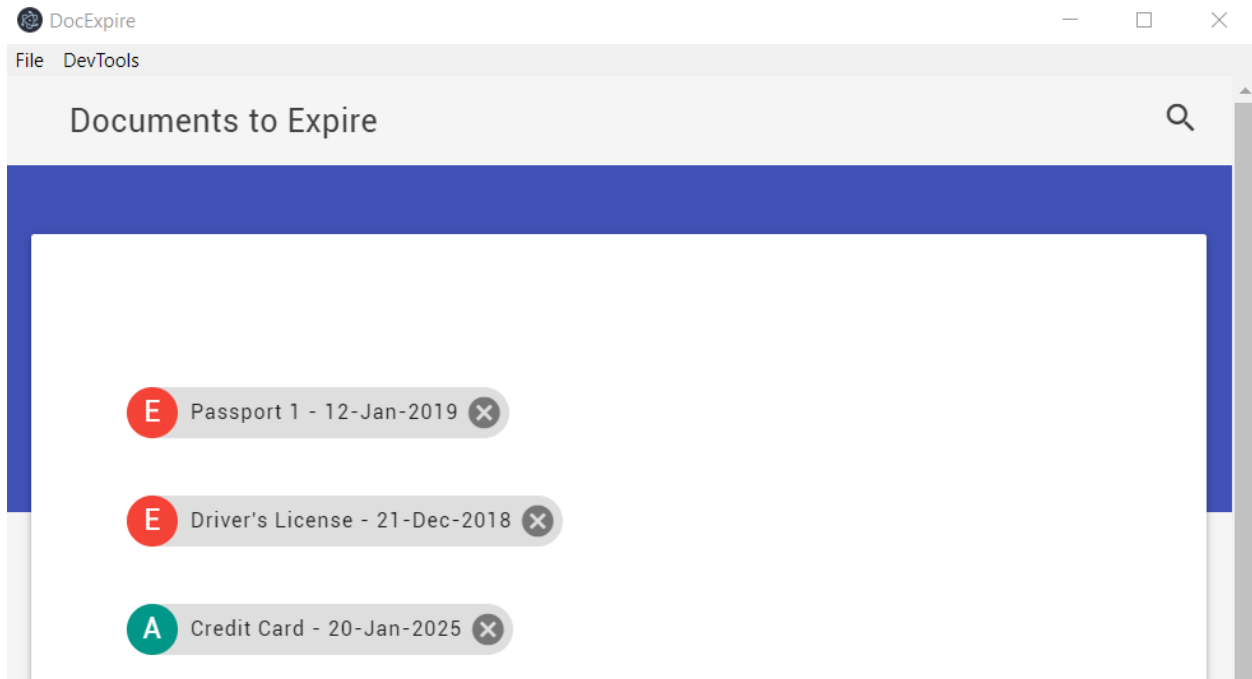 DocExpire
File DevTools
Documents to Expire
E Passport 1 - 12-Jan-2019
E Driver's License - 21-Dec-2018
A Credit Card - 20-Jan-2025